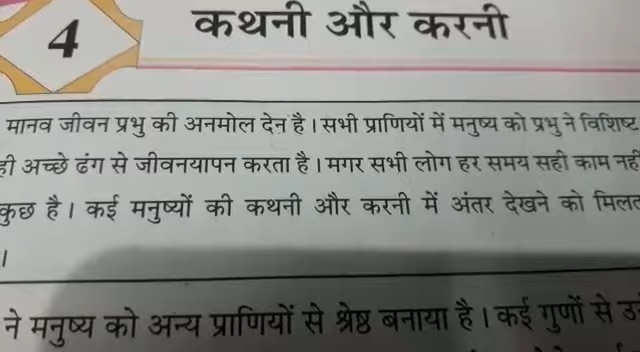 4
कथनी और करनी
मानव जीवन प्रभु की अनमोल देन है। सभी प्राणियों में मनुष्य को प्रभु ने विशिष्ट
ही अच्छे ढंग से जीवनयापन करता है। मगर सभी लोग हर समय सही काम नहीं
कुछ है। कई मनुष्यों की कथनी और करनी में अंतर देखने को
।
ने मनुष्य को अन्य प्राणियों से श्रेष्ठ बनाया है। कई गुणों से